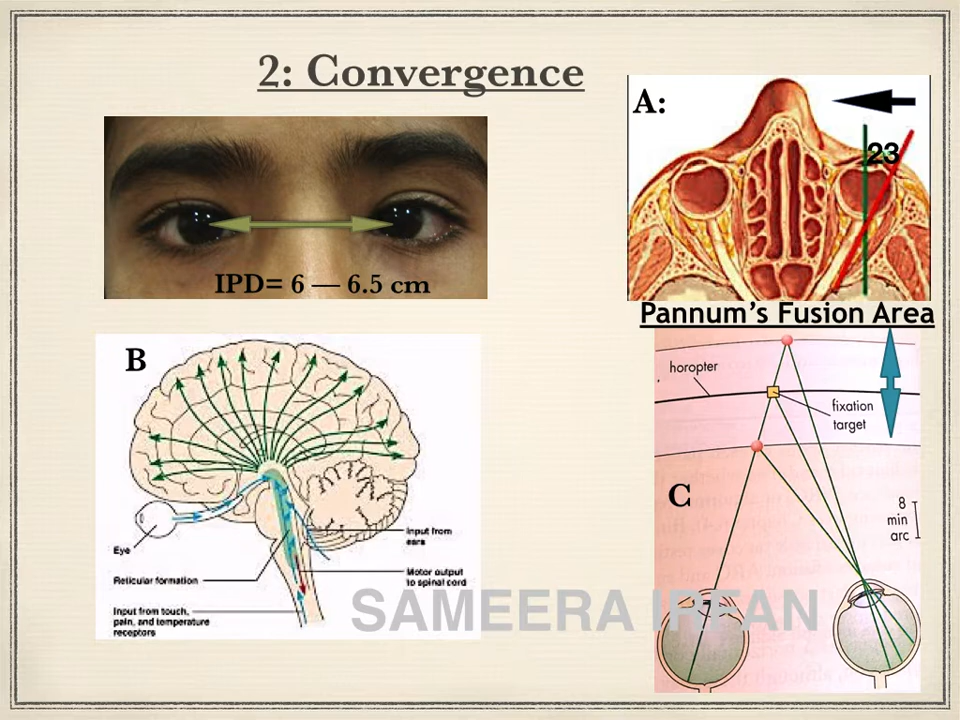 2: Convergence
IPD= 6 — 6.5 cm
A:
23
Pannum's Fusion Area
B
Eye
Reticular formation
Input from touch,
pain, and temperature
receptors
Input from
ears
Motor output
to spinal cord
horopter
fixation
target
C
8
min
arc
SAMEERA IRFAN